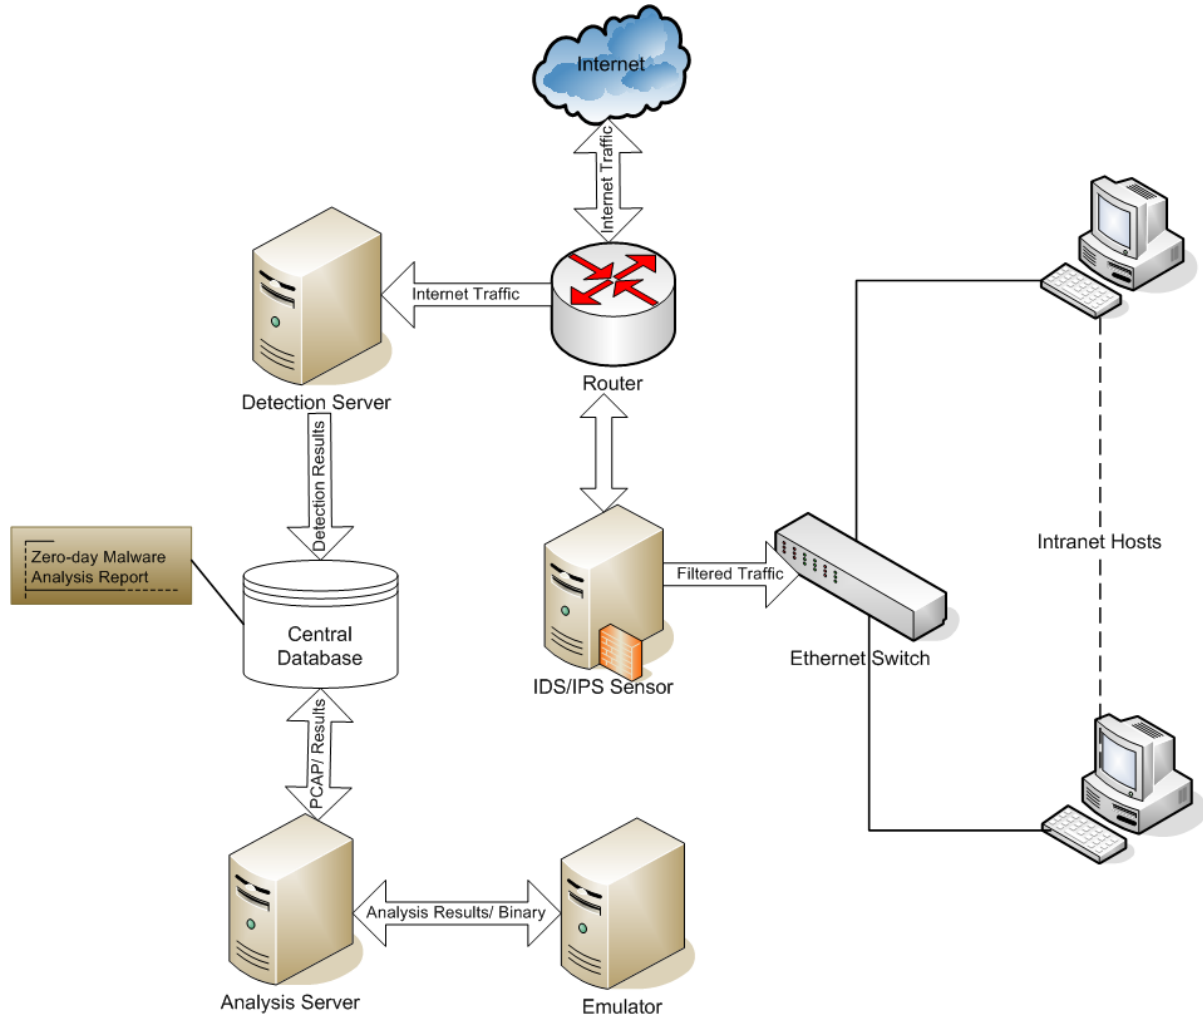 Internet
Internet Traffic
Internet Traffic
Router
Detection Server
Detection Results
Zero-day Malware
Analysis Report
Central
Database
Filtered Traffic
IDS/IPS Sensor
Ethernet Switch
Intranet Hosts
PCAP/ Results
Analysis Results/ Binary
Analysis Server
Emulator